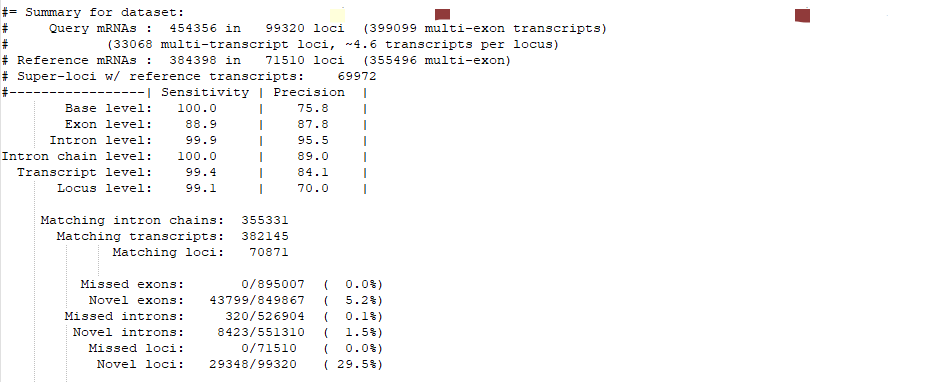 #= Summary for dataset:
#     Query mRNAs :  454356 in   99320 loci  (399099 multi-exon transcripts)
#            (33068 multi-transcript loci, ~4.6 transcripts per locus)
# Reference mRNAs :  384398 in   71510 loci  (355496 multi-exon)
# Super-loci w/ reference transcripts:    69972
#-----------------| Sensitivity | Precision  |
        Base level:   100.0     |    75.8    |
        Exon level:    88.9     |    87.8    |
      Intron level:    99.9     |    95.5    |
Intron chain level:   100.0     |    89.0    |
  Transcript level:    99.4     |    84.1    |
       Locus level:    99.1     |    70.0    |
     Matching intron chains:  355331
       Matching transcripts:  382145
              Matching loci:   70871
          Missed exons:       0/895007  (  0.0%)
           Novel exons:   43799/849867  (  5.2%)
        Missed introns:     320/526904  (  0.1%)
         Novel introns:    8423/551310  (  1.5%)
           Missed loci:       0/71510   (  0.0%)
            Novel loci:   29348/99320   ( 29.5%)